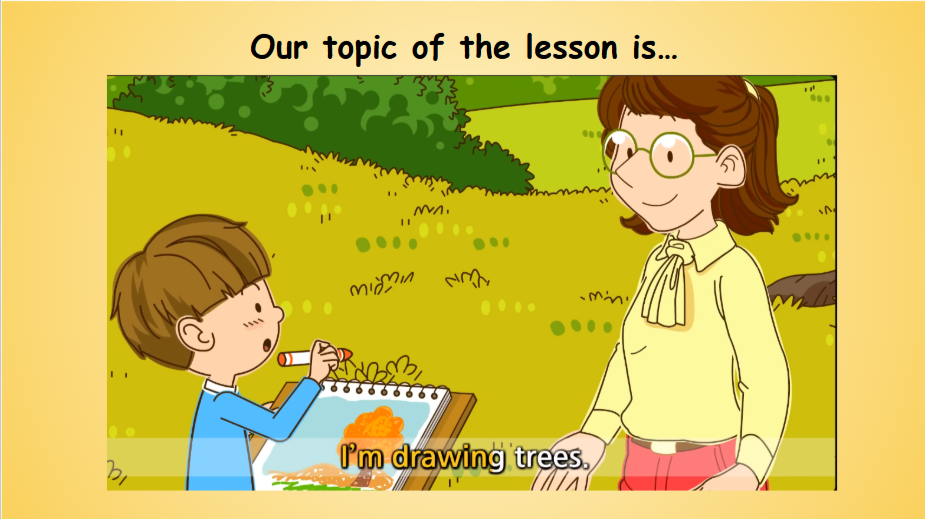 Our topic of the lesson is...
I'm drawing trees.